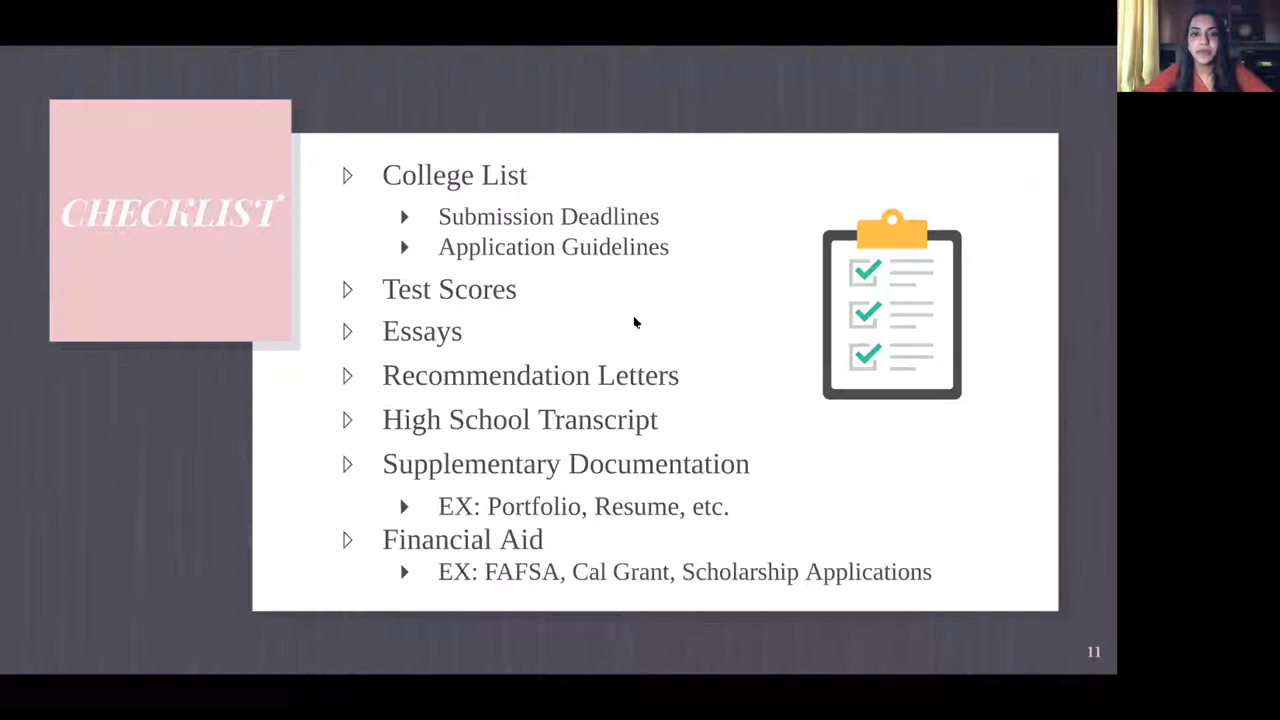 CHECKLIST
College List
Submission Deadlines
Application Guidelines
Test Scores
Essays
Recommendation Letters
High School Transcript
Supplementary Documentation
EX: Portfolio, Resume, etc.
Financial Aid
EX: FAFSA, Cal Grant, Scholarship Applications
11